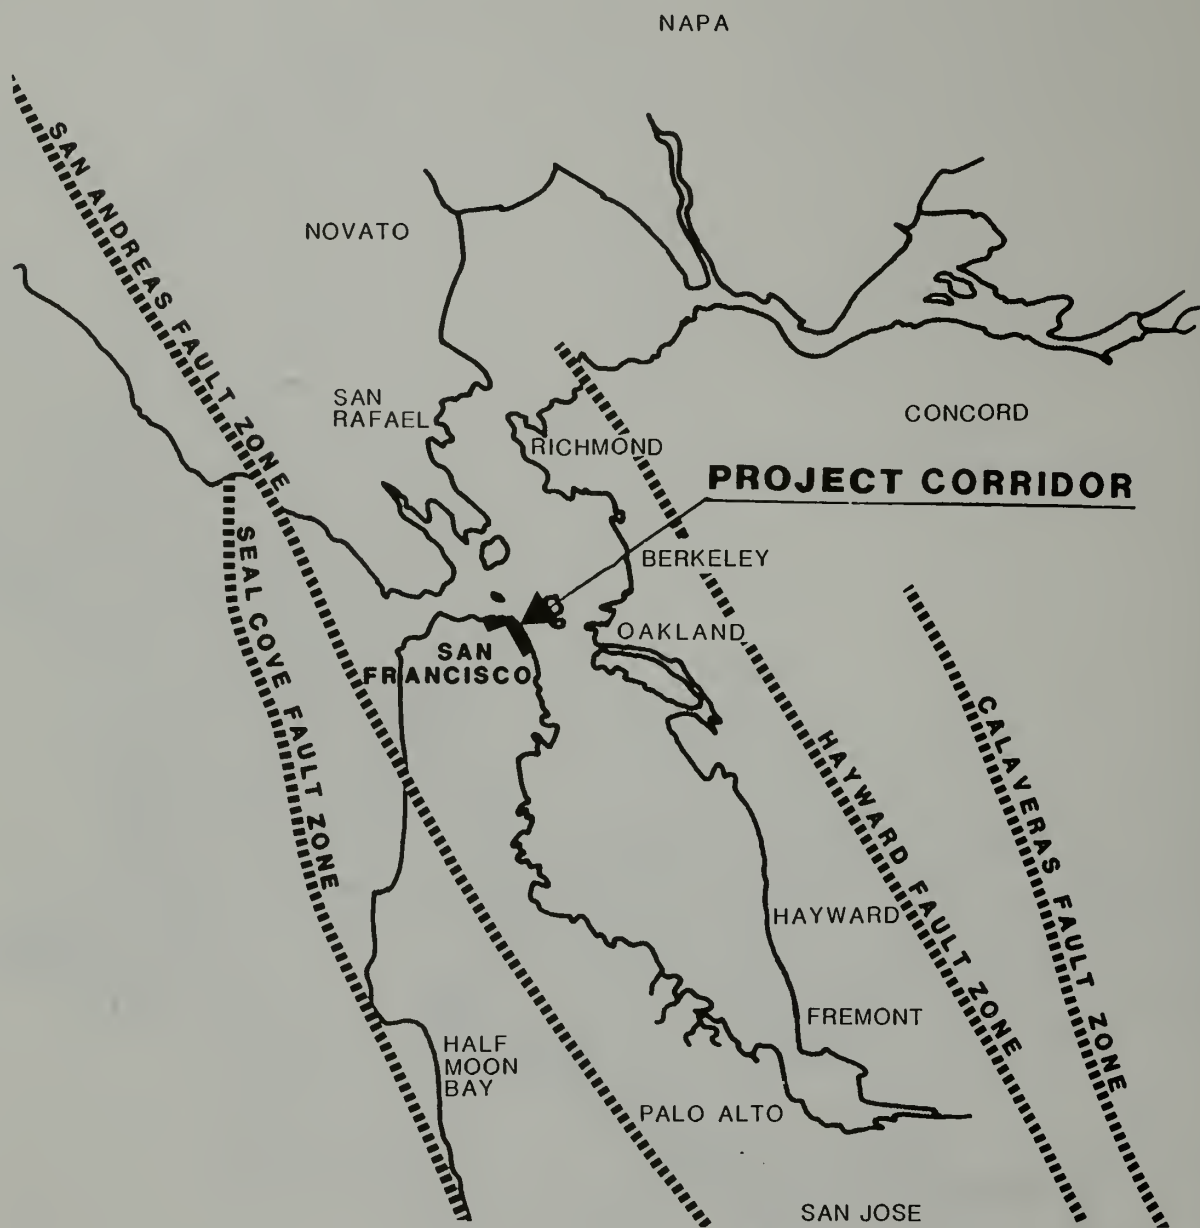 NAPA
SAN ANDREAS FAULT ZONE
NOVATO
SAN
RAFAEL
RICHMOND
CONCORD
PROJECT CORRIDOR
SEAL COVE FAULT ZONE
BERKELEY
OAKLAND
SAN
FRANCISCO
CALAVERAS FAULT ZONE
HAYWARD FAULT ZONE
HAYWARD
FREMONT
HALF
MOON
BAY
PALO ALTO
SAN JOSE